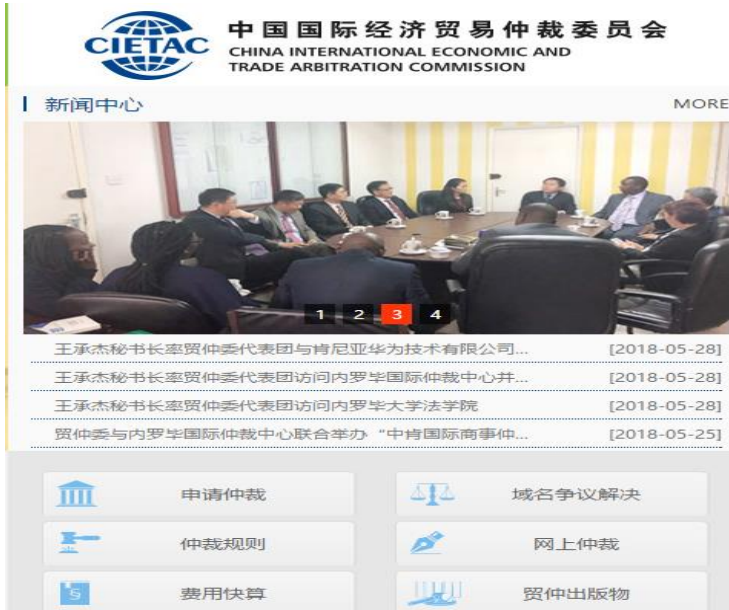 CIETAC
中国国际经济贸易仲裁委员会
CHINA INTERNATIONAL ECONOMIC AND
TRADE ARBITRATION COMMISSION
新闻中心 MORE
1 2 3 4
王承杰秘书长率贸仲委代表团与肯尼亚华为技术有限公司... [2018-05-28]
王承杰秘书长率贸仲委代表团访问内罗毕国际仲裁中心并... [2018-05-28]
王承杰秘书长率贸仲委代表团访问内罗毕大学法学院 [2018-05-28]
贸仲委与内罗毕国际仲裁中心联合举办“中肯国际商事仲... [2018-05-25]
申请仲裁 域名争议解决
仲裁规则 网上仲裁
§ 费用快算 贸仲出版物